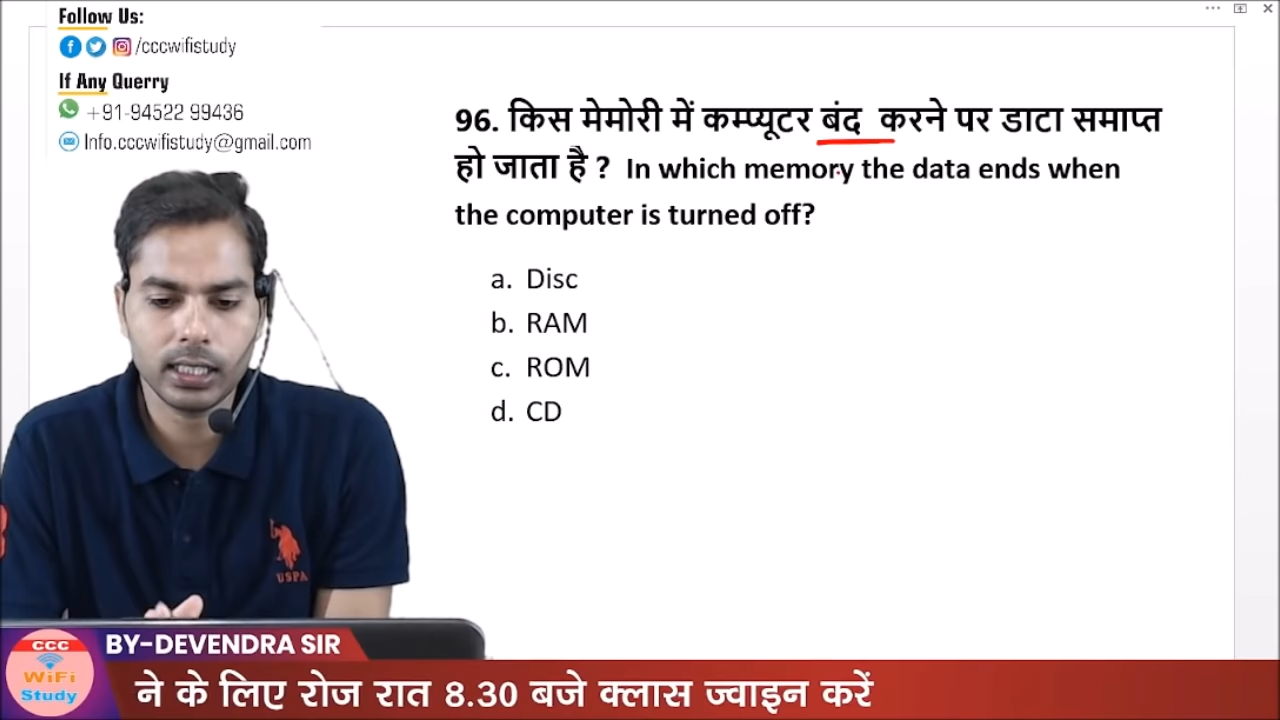 Follow Us:
/cccwifistudy
If Any Querry
+91-94522 99436
Info.cccwifistudy@gmail.com
96. किस मेमोरी में कम्प्यूटर बंद करने पर डाटा समाप्त
हो जाता है ? In which memory the data ends when
the computer is turned off?
a. Disc
b. RAM
c. ROM
d. CD
USPA
CCC
WiFi
Study
BY-DEVENDRA SIR
ने के लिए रोज रात 8.30 बजे क्लास ज्वाइन करें